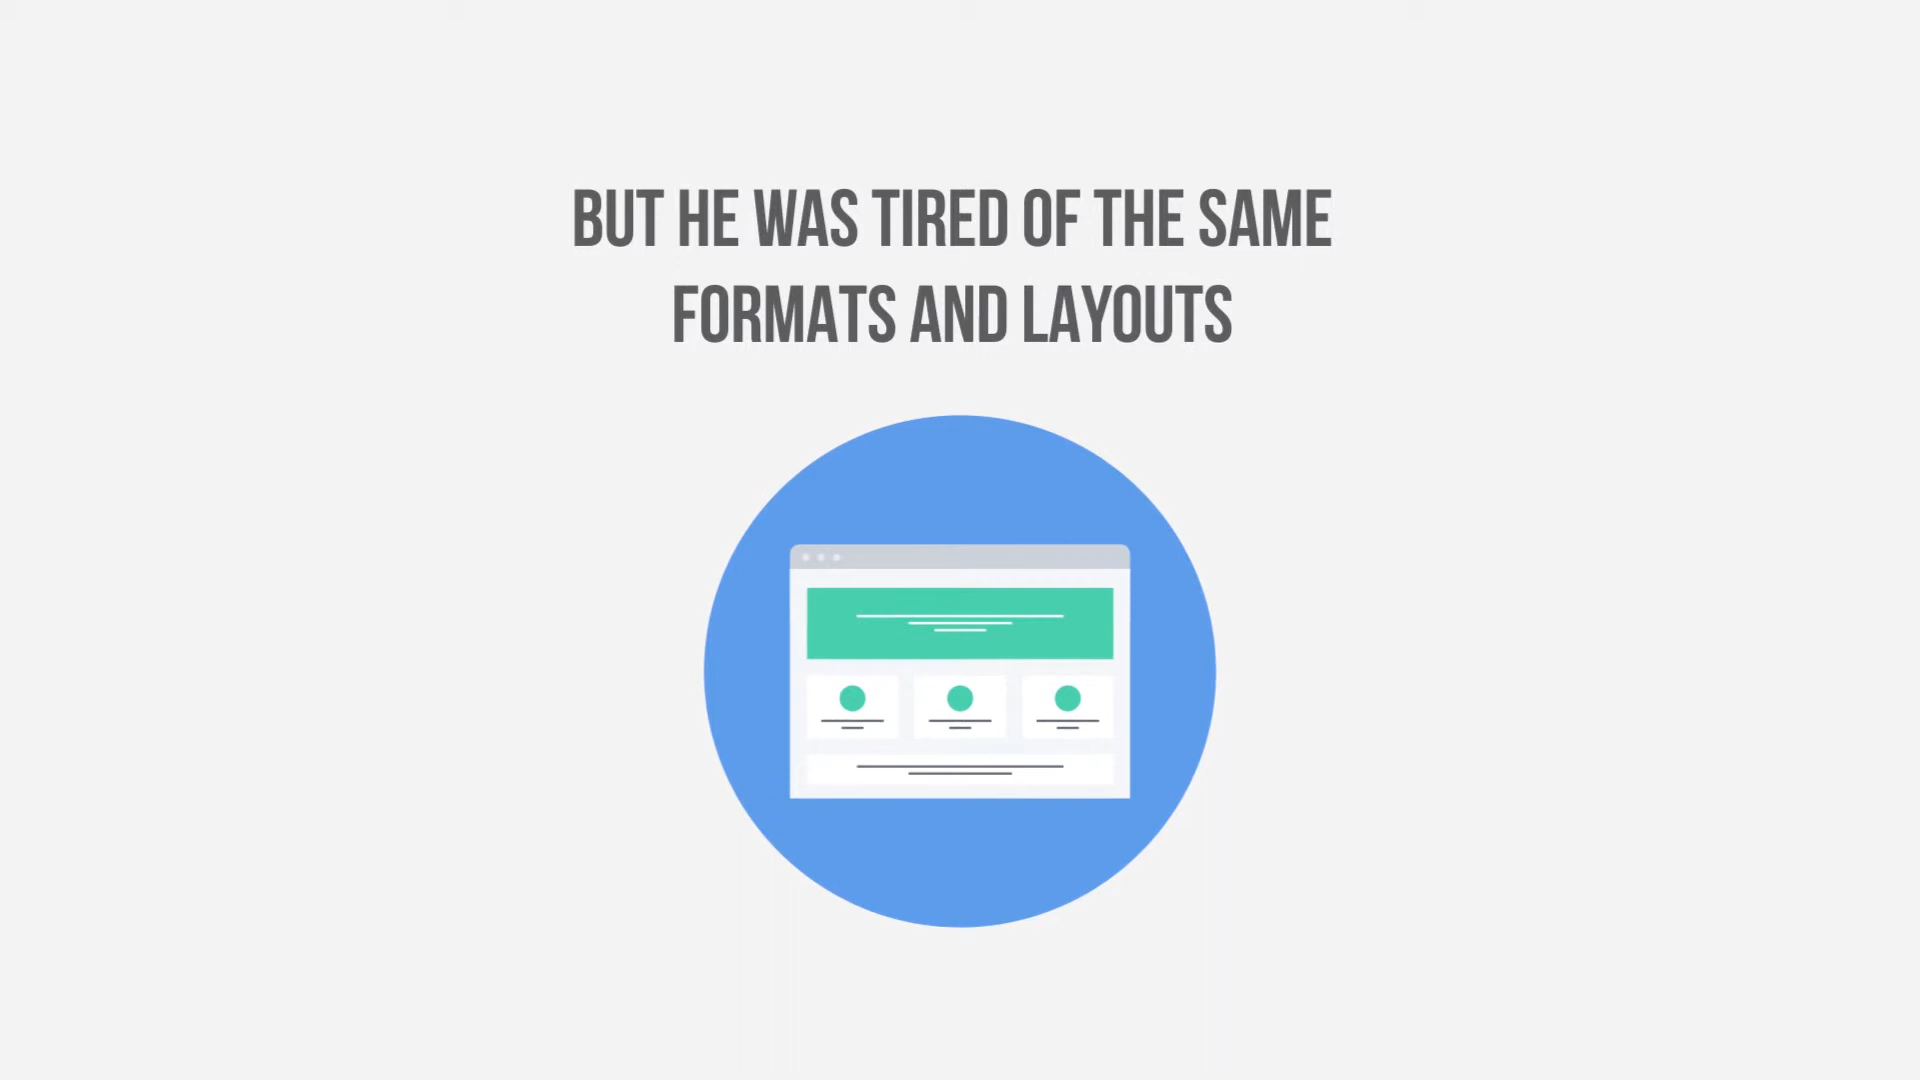 BUT HE WAS TIRED OF THE SAME
FORMATS AND LAYOUTS